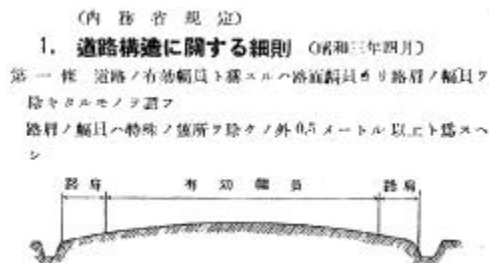 （内務省規定）
1. 道路構造に關する細則 （昭和三年四月）
第一條 道路ノ有効幅員ト稱スルハ路面幅員ヨリ路肩ノ幅員ヲ
除キタルモノヲ謂フ
路肩ノ幅員ハ特殊ノ箇所ヲ除クノ外0.5メートル以上ト爲スヘ
シ
路肩 有効幅員 路肩